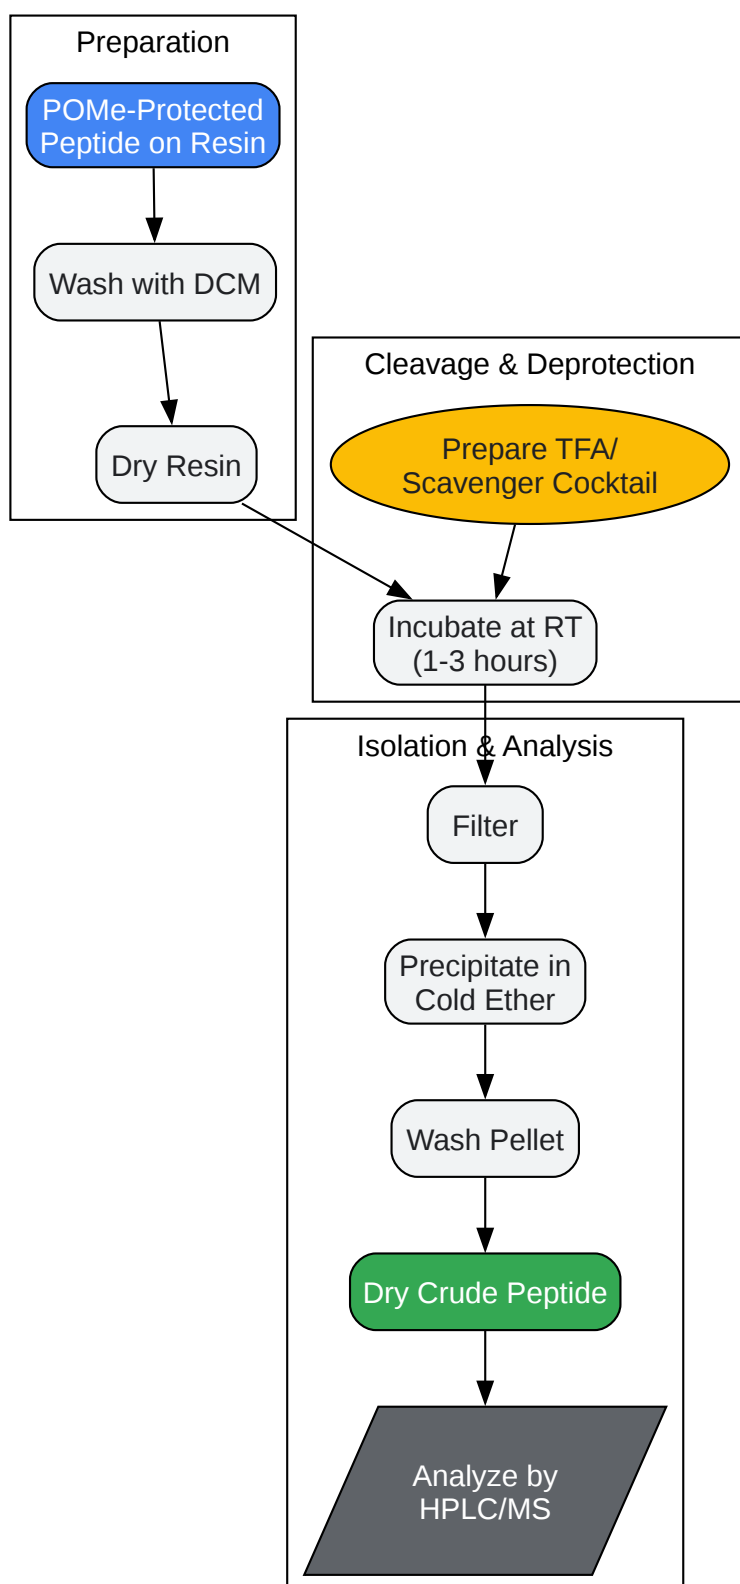 Preparation
POMe-Protected
Peptide on Resin
Wash with DCM
Dry Resin
Cleavage & Deprotection
Prepare TFA/
Scavenger Cocktail
Incubate at RT
(1-3 hours)
Isolation & Analysis
Filter
Precipitate in
Cold Ether
Wash Pellet
Dry Crude Peptide
Analyze by
HPLC/MS